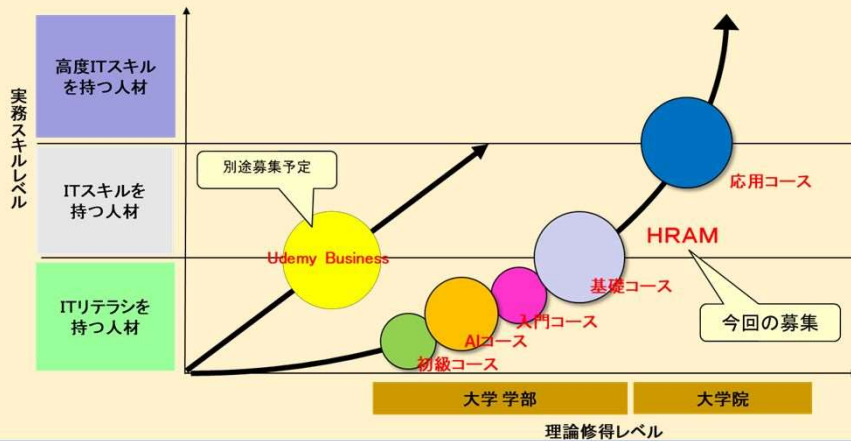 実務スキルレベル
高度ITスキル
を持つ人材
ITスキルを
持つ人材
ITリテラシを
持つ人材
別途募集予定
Udemy Business
応用コース
HRAM
基礎コース
入門コース
AIコース
初級コース
今回の募集
大学 学部
大学院
理論修得レベル